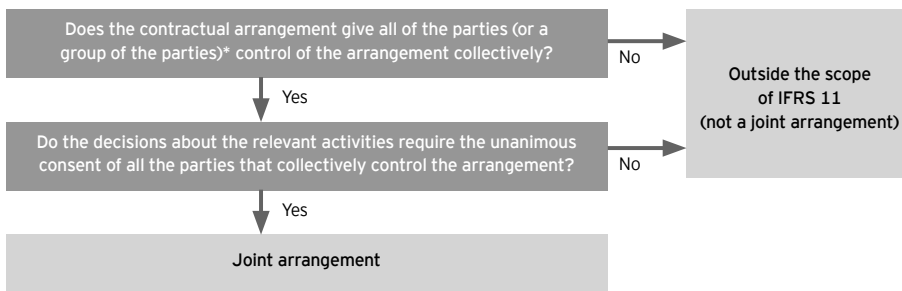 Does the contractual arrangement give all of the parties (or a
group of the parties)* control of the arrangement collectively?
No
Outside the scope
of IFRS 11
(not a joint arrangement)
Yes
Do the decisions about the relevant activities require the unanimous
consent of all the parties that collectively control the arrangement?
No
Yes
Joint arrangement